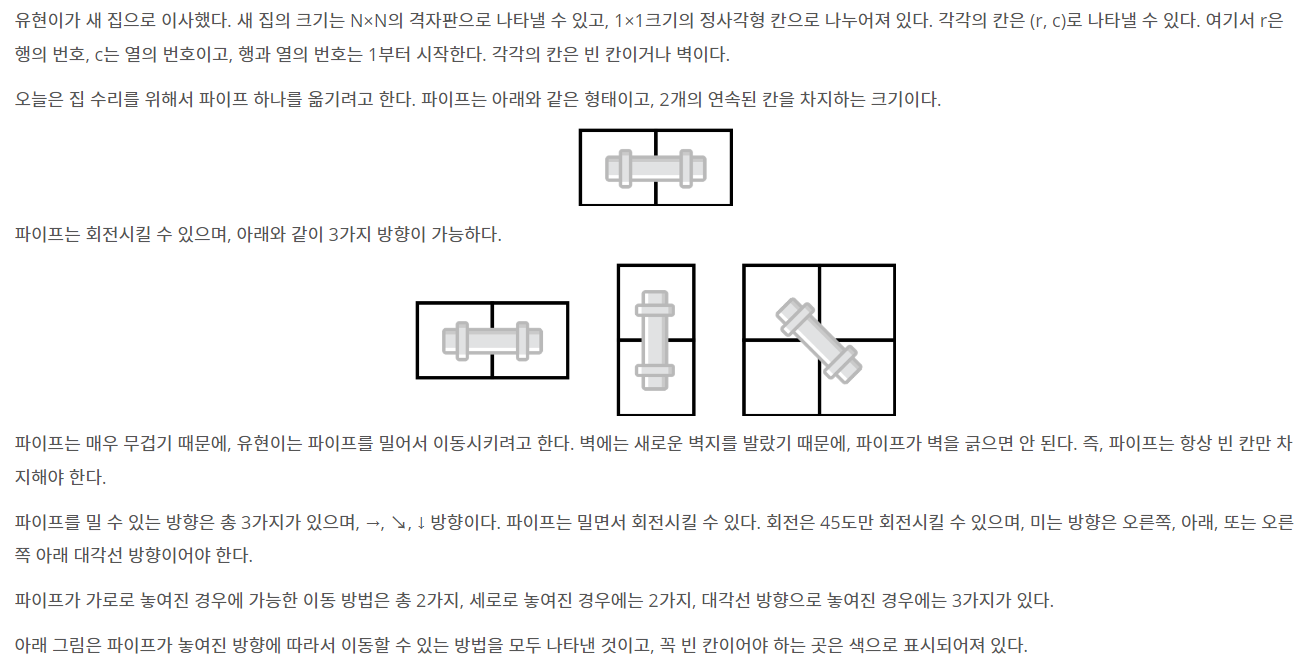 유현이가 새 집으로 이사했다. 새 집의 크기는 N×N의 격자판으로 나타낼 수 있고, 1×1크기의 정사각형 칸으로 나누어져 있다. 각각의 칸은 (r, c)로 나타낼 수 있다. 여기서 r은
행의 번호, c는 열의 번호이고, 행과 열의 번호는 1부터 시작한다. 각각의 칸은 빈 칸이거나 벽이다.
오늘은 집 수리를 위해서 파이프 하나를 옮기려고 한다. 파이프는 아래와 같은 형태이고, 2개의 연속된 칸을 차지하는 크기이다.
파이프는 회전시킬 수 있으며, 아래와 같이 3가지 방향이 가능하다.
파이프는 매우 무겁기 때문에, 유현이는 파이프를 밀어서 이동시키려고 한다. 벽에는 새로운 벽지를 발랐기 때문에, 파이프가 벽을 긁으면 안 된다. 즉, 파이프는 항상 빈 칸만 차
지해야 한다.
파이프를 밀 수 있는 방향은 총 3가지가 있으며, →, ↘, ↓ 방향이다. 파이프는 밀면서 회전시킬 수 있다. 회전은 45도만 회전시킬 수 있으며, 미는 방향은 오른쪽, 아래, 또는 오른
쪽 아래 대각선 방향이어야 한다.
파이프가 가로로 놓여진 경우에 가능한 이동 방법은 총 2가지, 세로로 놓여진 경우에는 2가지, 대각선 방향으로 놓여진 경우에는 3가지가 있다.
아래 그림은 파이프가 놓여진 방향에 따라서 이동할 수 있는 방법을 모두 나타낸 것이고, 꼭 빈 칸이어야 하는 곳은 색으로 표시되어져 있다.